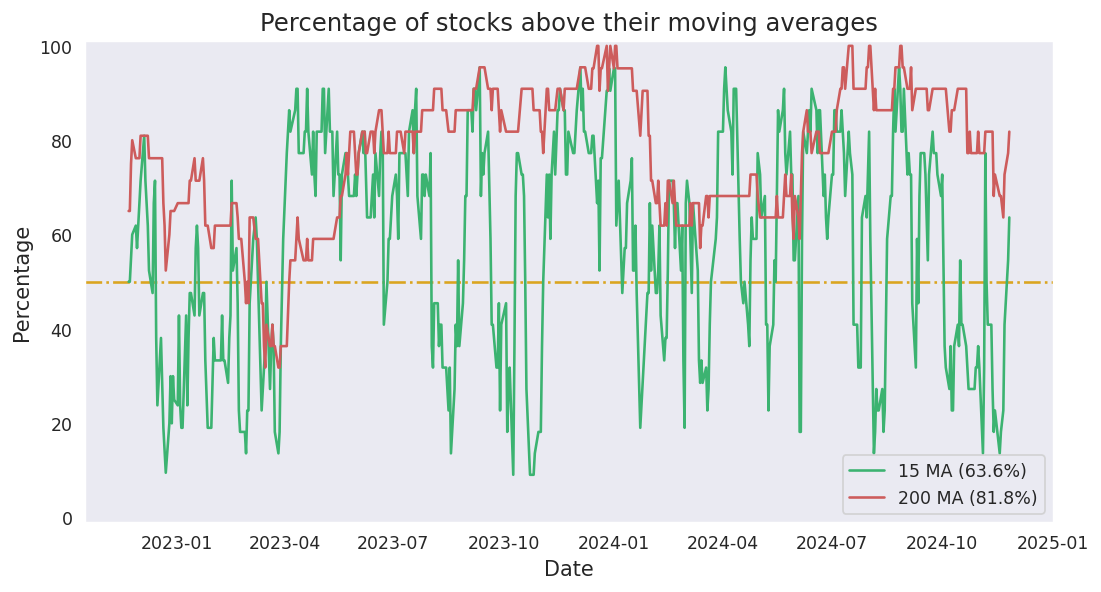 Percentage of stocks above their moving averages
Percentage
100
80
60
40
20
0
15 MA (63.6%)
200 MA (81.8%)
2023-01 2023-04 2023-07 2023-10 2024-01 2024-04 2024-07 2024-10 2025-01
Date